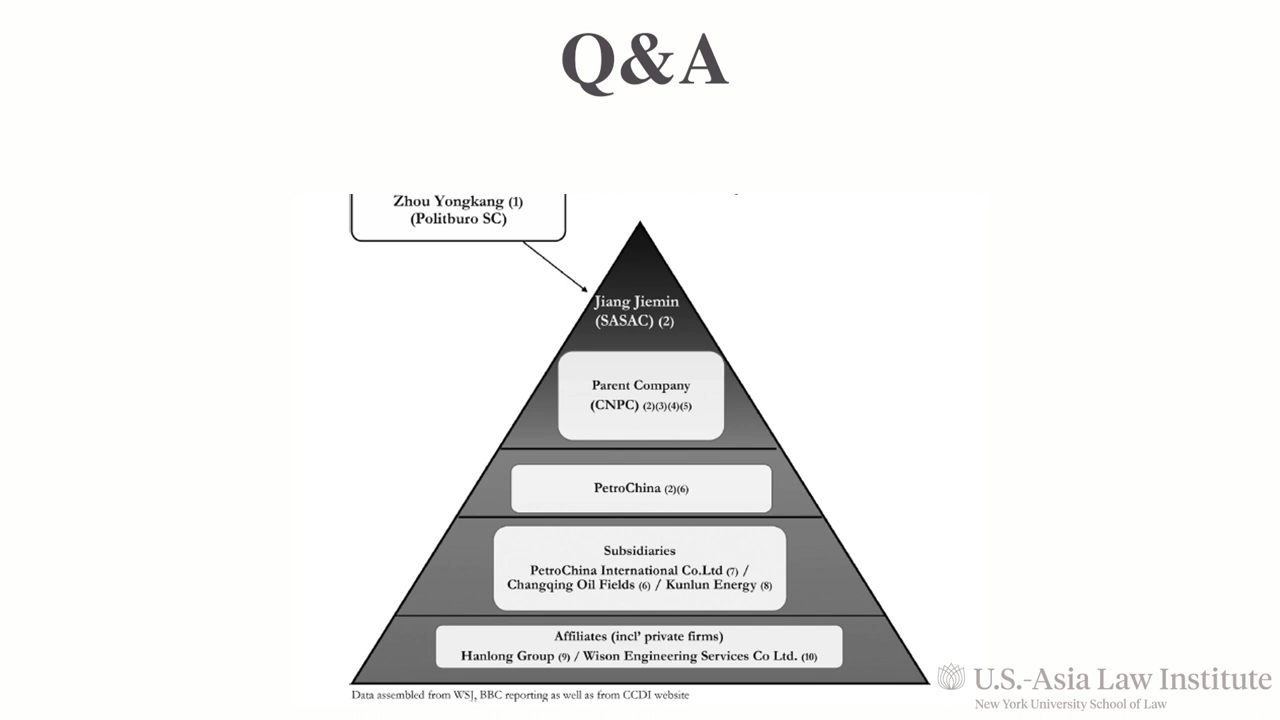 Q&A
Zhou Yongkang (1)
(Politburo SC)
Jiang Jiemin
(SASAC) (2)
Parent Company
(CNPC) (2)(3)(4)(5)
PetroChina (2)(6)
Subsidiaries
PetroChina International Co.Ltd (7) /
Changqing Oil Fields (6) / Kunlun Energy (8)
Affiliates (incl' private firms)
Hanlong Group (9) / Wison Engineering Services Co Ltd. (10)
Data assembled from WSJ, BBC reporting as well as from CCDI website
U.S.-Asia Law Institute
New York University School of Law